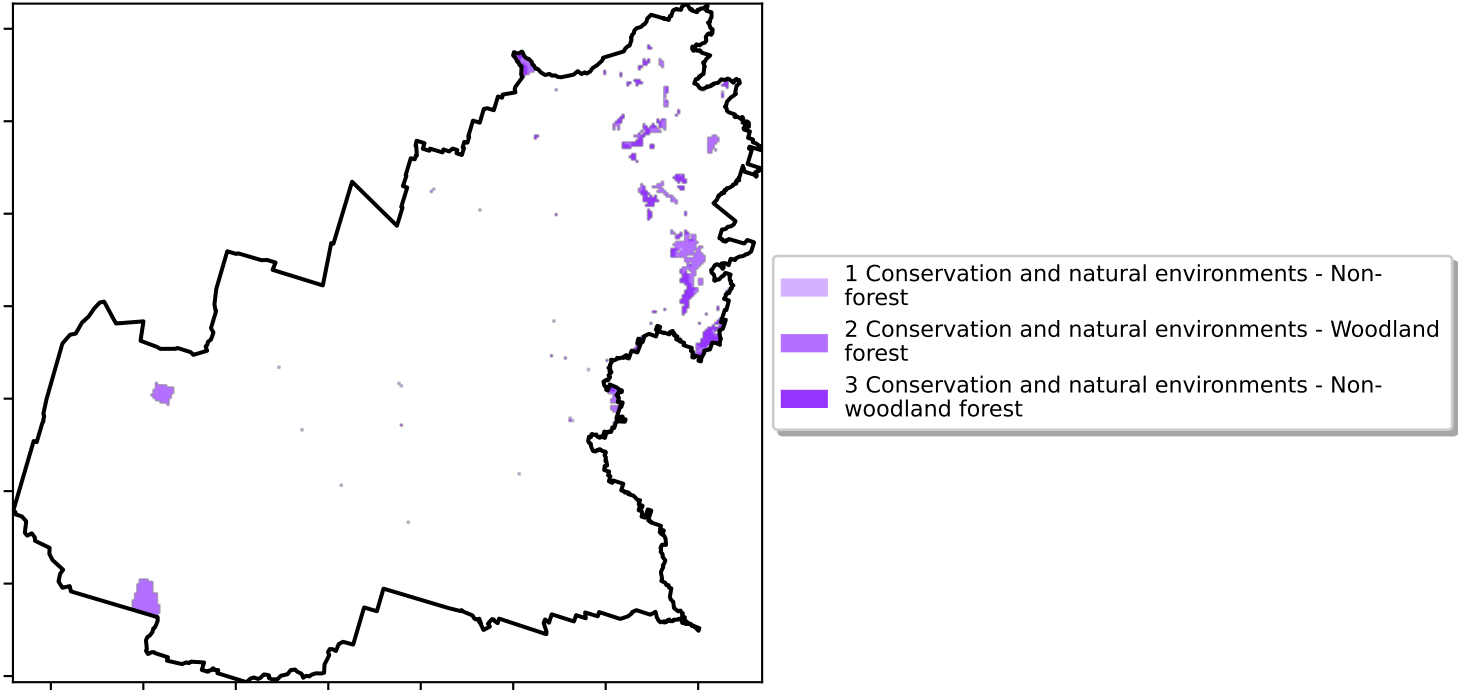 1 Conservation and natural environments - Non-
forest
2 Conservation and natural environments - Woodland
forest
3 Conservation and natural environments - Non-
woodland forest